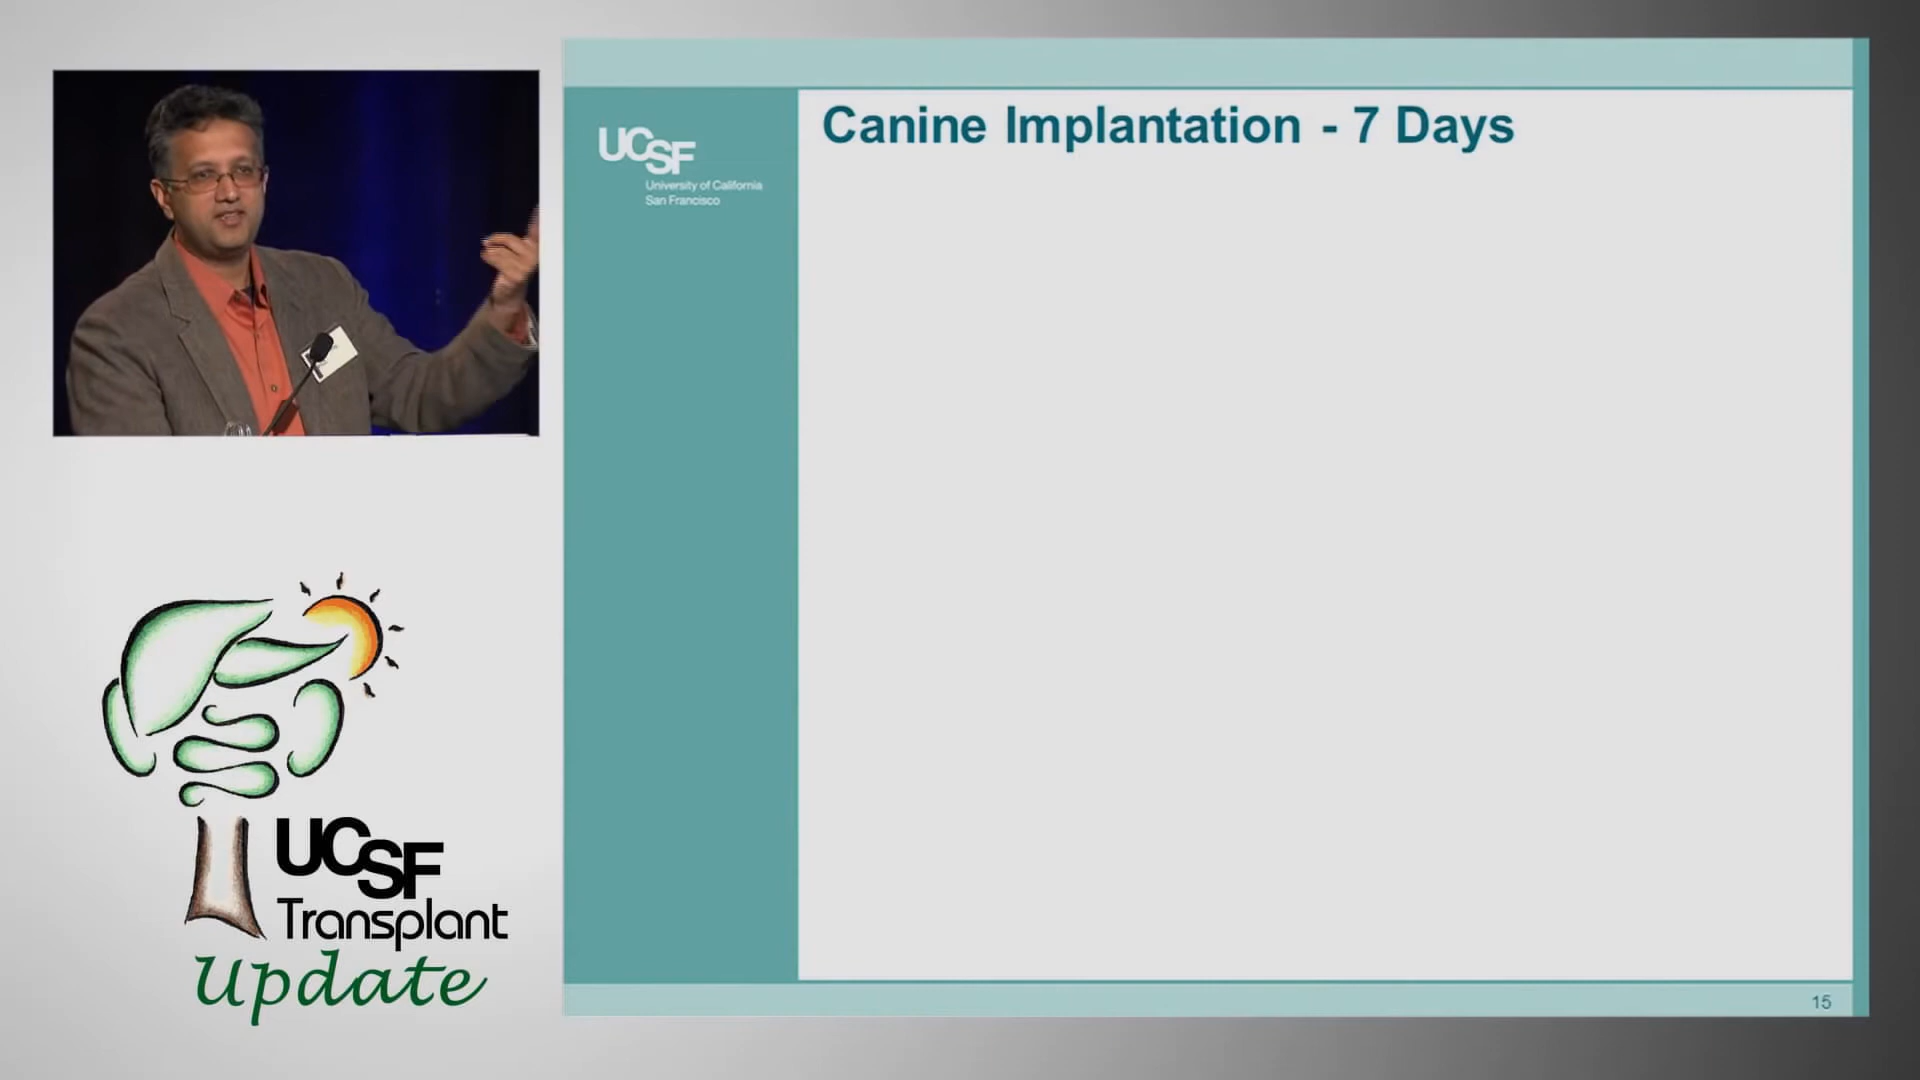 Canine Implantation - 7 Days
UCSF
University of California
San Francisco
UCSF
Transplant
Update
15